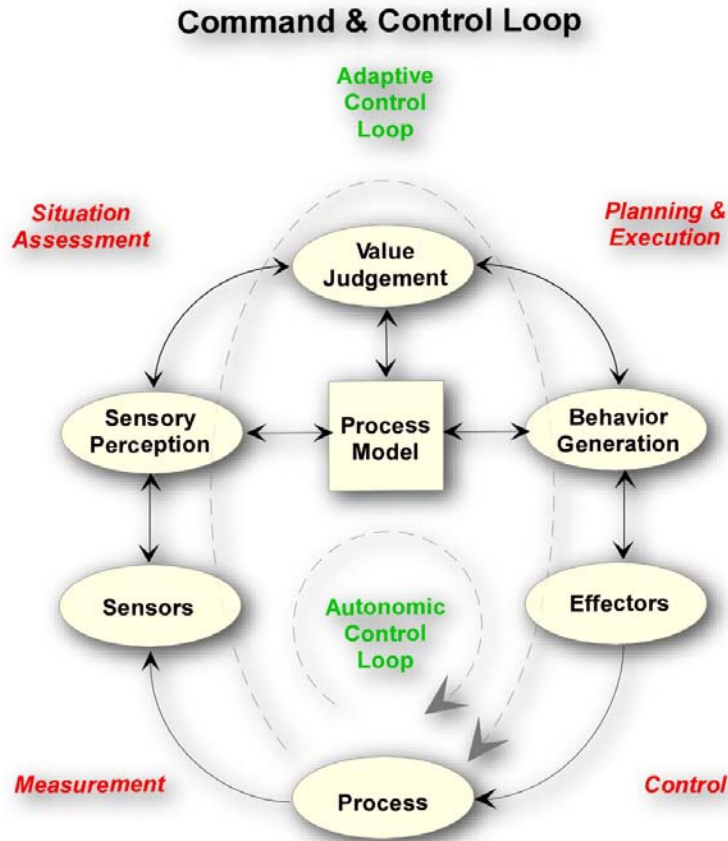 Command & Control Loop
Adaptive
Control
Loop
Situation
Assessment
Planning &
Execution
Value
Judgement
Sensory
Perception
Process
Model
Behavior
Generation
Sensors
Autonomic
Control
Loop
Effectors
Measurement
Process
Control